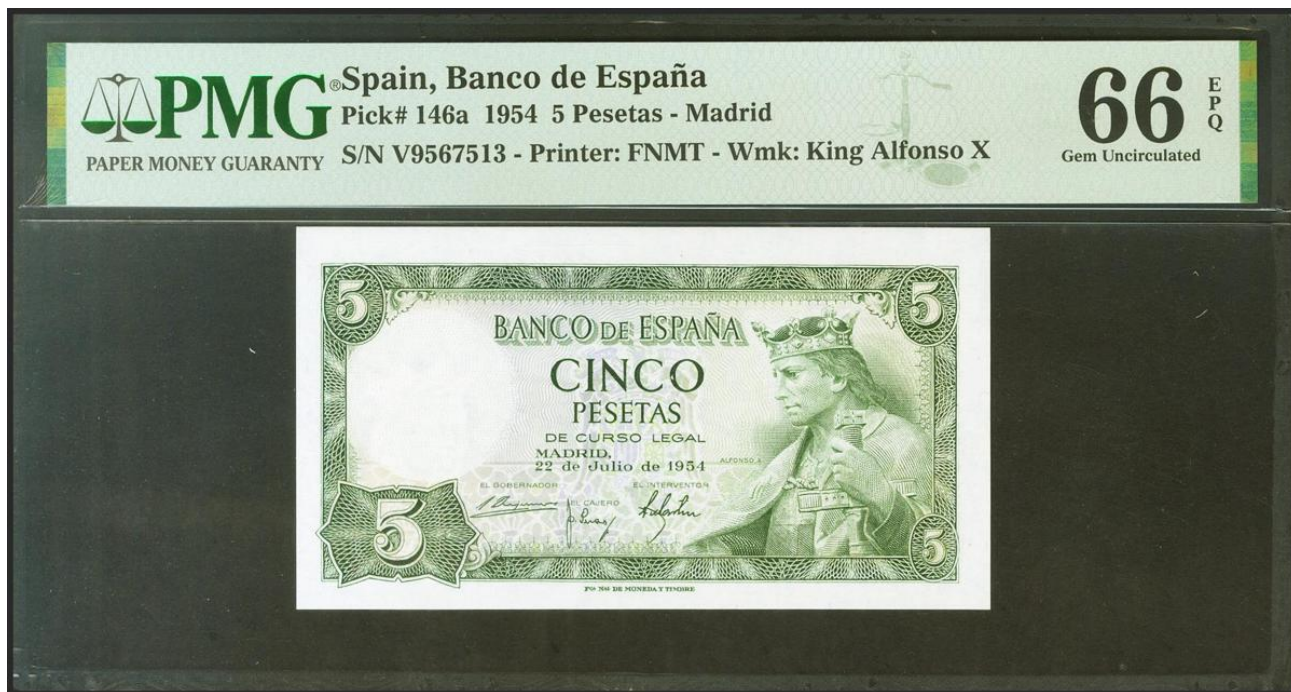 PMG®
PAPER MONEY GUARANTY
Spain, Banco de España
Pick# 146a 1954 5 Pesetas - Madrid
S/N V9567513 - Printer: FNMT - Wmk: King Alfonso X
66
EPQ
Gem Uncirculated
5
5
BANCO DE ESPAÑA
CINCO
PESETAS
DE CURSO LEGAL
MADRID,
22 de Julio de 1954
ALFONSO X
EL GOBERNADOR
EL INTERVENTOR
EL CAJERO
5
5
5
DE MONEDA Y TIMBRE